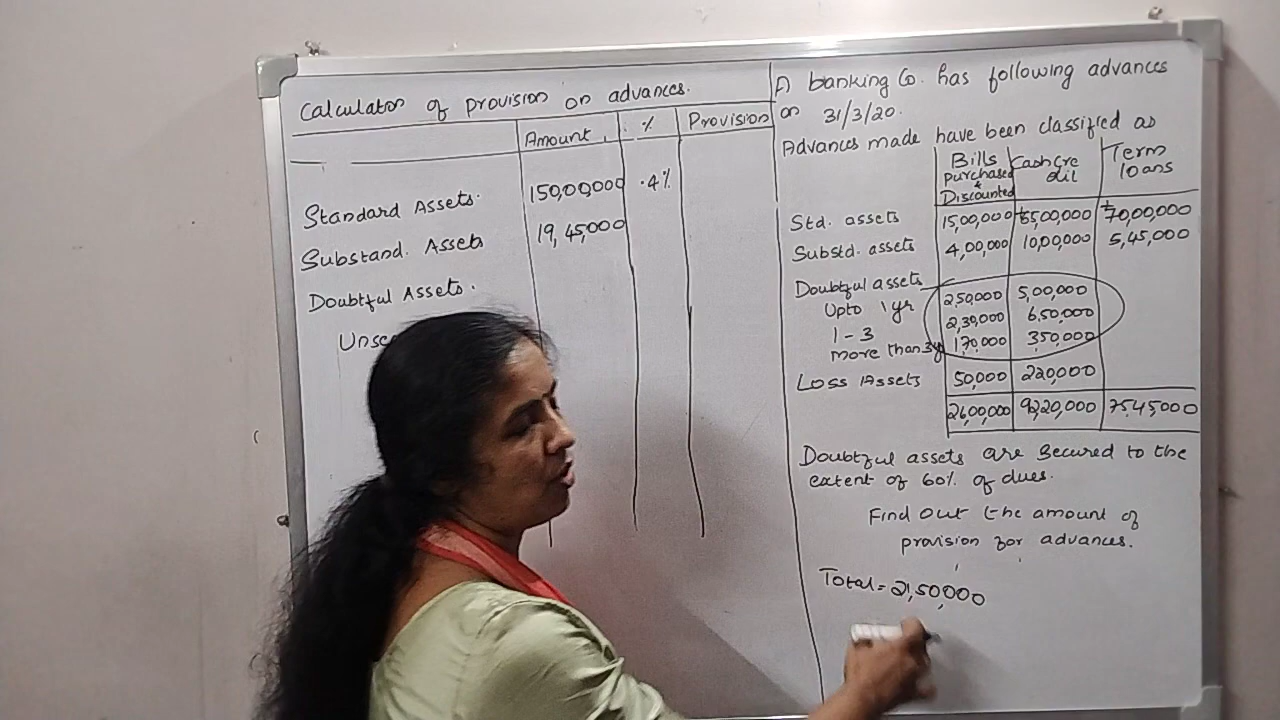 Calculation of provision on advances.
Amount % Provision
Standard Assets. 150,00,000 .4%
Substand. Assets 19,45,000
Doubtful Assets.
A banking Co. has following advances
on 31/3/20.
Advances made have been classified as
Bills purchased & Discounted Cash Credit Term loans
Std. assets 15,00,000 + 65,00,000 + 70,00,000
Substd. assets 4,00,000 10,00,000 5,45,000
Doubtful assets
Upto 1 yr 2,50,000 5,00,000
1 - 3 2,30,000 6,50,000
more than 3y 1,70,000 3,50,000
Loss Assets 50,000 220,000
26,00,000 92,20,000 75,45,000
Doubtful assets are secured to the
extent of 60% of dues.
Find out the amount of
provision for advances.
Total = 21,50,000